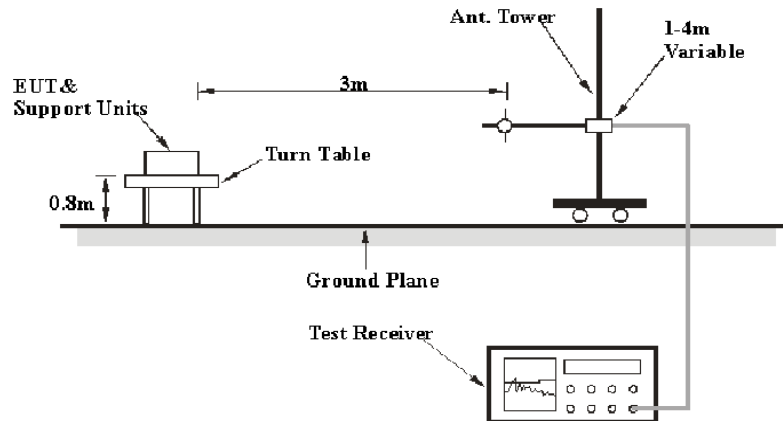 Ant. Tower
1-4m
Variable
EUT &
Support Units
3m
Turn Table
0.8m
Ground Plane
Test Receiver